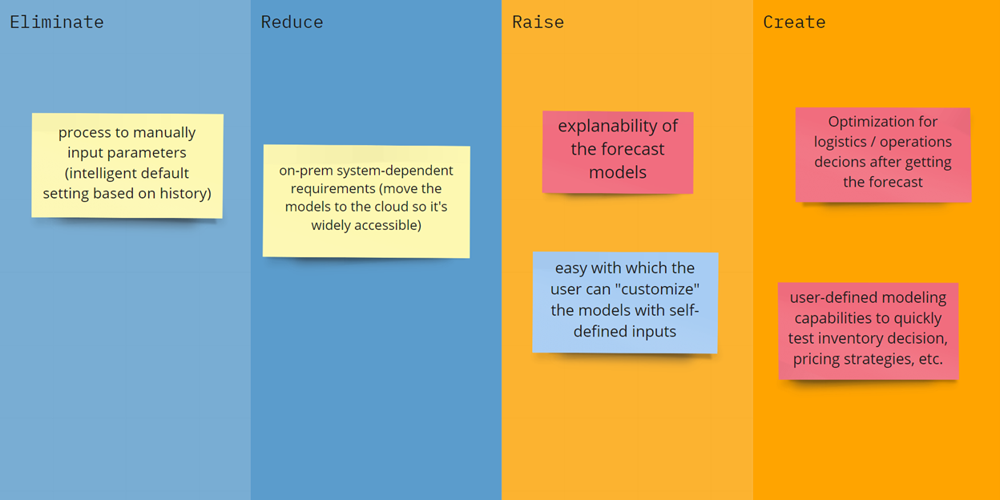 Eliminate
Reduce
Raise
Create
process to manually
input parameters
(intelligent default
setting based on history)
on-prem system-dependent
requirements (move the
models to the cloud so it's
widely accessible)
explanability of
the forecast
models
easy with which the
user can "customize"
the models with self-
defined inputs
Optimization for
logistics / operations
decions after getting
the forecast
user-defined modeling
capabilities to quickly
test inventory decision,
pricing strategies, etc.